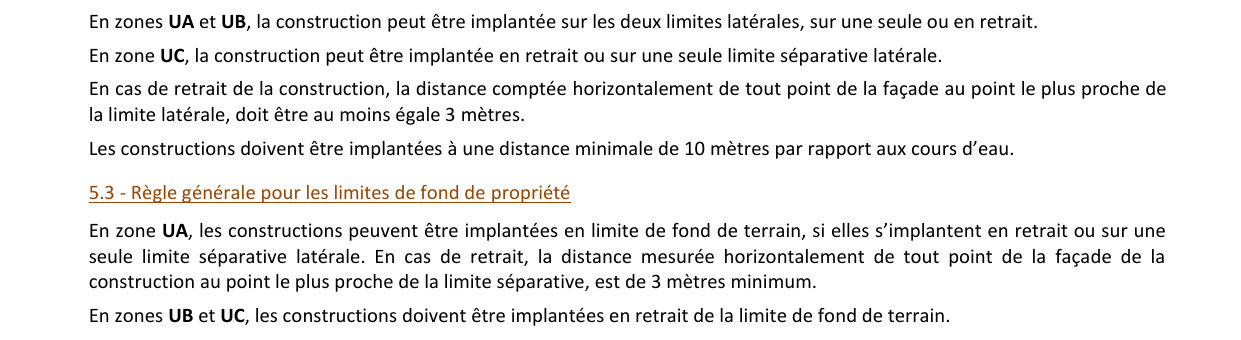 En zones UA et UB, la construction peut être implantée sur les deux limites latérales, sur une seule ou en retrait.
En zone UC, la construction peut être implantée en retrait ou sur une seule limite séparative latérale.
En cas de retrait de la construction, la distance comptée horizontalement de tout point de la façade au point le plus proche de
la limite latérale, doit être au moins égale 3 mètres.
Les constructions doivent être implantées à une distance minimale de 10 mètres par rapport aux cours d’eau.
5.3 - Règle générale pour les limites de fond de propriété
En zone UA, les constructions peuvent être implantées en limite de fond de terrain, si elles s’implantent en retrait ou sur une
seule limite séparative latérale. En cas de retrait, la distance mesurée horizontalement de tout point de la façade de la
construction au point le plus proche de la limite séparative, est de 3 mètres minimum.
En zones UB et UC, les constructions doivent être implantées en retrait de la limite de fond de terrain.